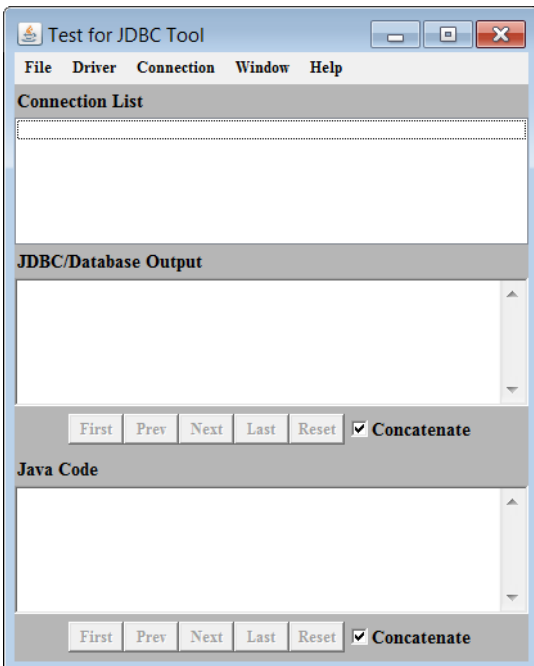 Test for JDBC Tool
File Driver Connection Window Help
Connection List
JDBC/Database Output
First Prev Next Last Reset Concatenate
Java Code
First Prev Next Last Reset Concatenate